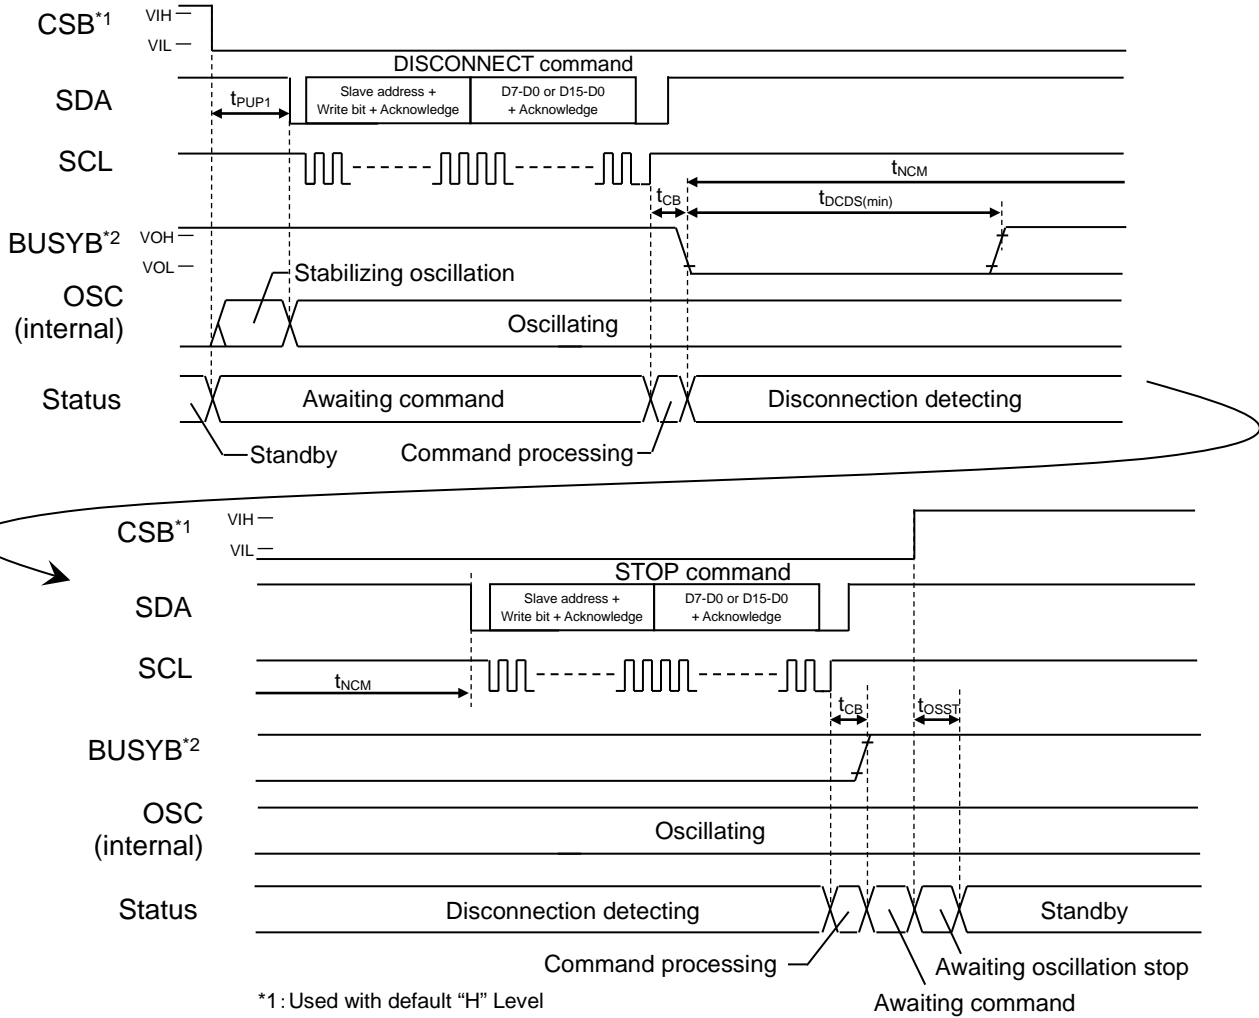 CSB*1
VIH
VIL
DISCONNECT command
SDA
tPUP1
Slave address +
Write bit + Acknowledge
D7-D0 or D15-D0
+ Acknowledge
SCL
tNCM
tCB
tDCDS(min)
BUSYB*2
VOH
VOL
Stabilizing oscillation
OSC
(internal)
Oscillating
Status
Awaiting command
Disconnection detecting
Standby
Command processing
CSB*1
VIH
VIL
STOP command
SDA
Slave address +
Write bit + Acknowledge
D7-D0 or D15-D0
+ Acknowledge
SCL
tNCM
tCB
tOSST
BUSYB*2
OSC
(internal)
Oscillating
Status
Disconnection detecting
Standby
Command processing
Awaiting oscillation stop
Awaiting command
*1: Used with default “H” Level